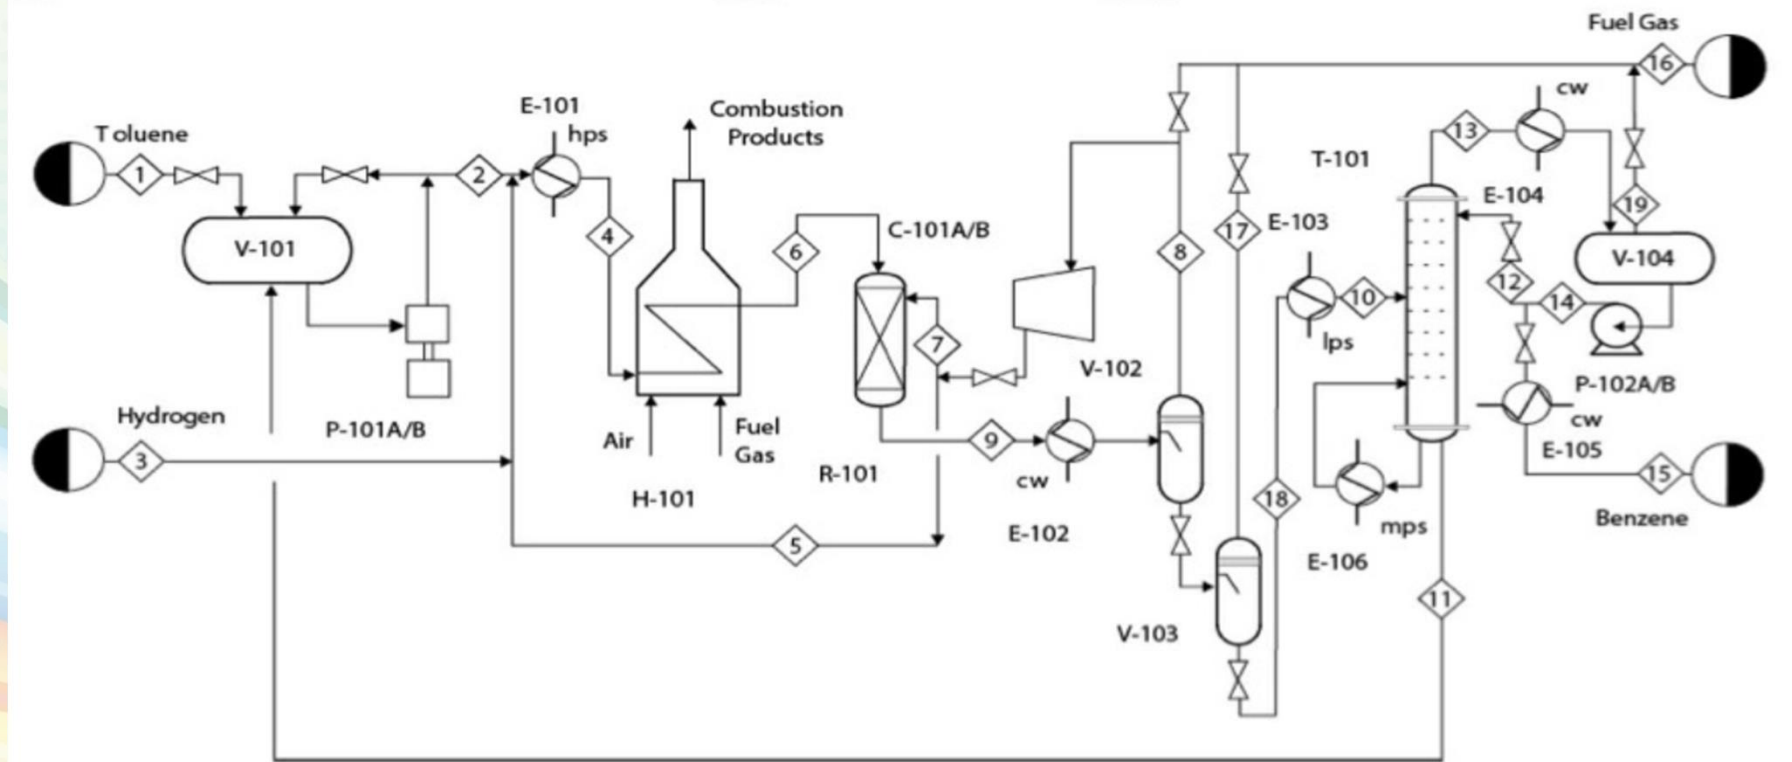 Fuel Gas
16
E-101
hps
Combustion
Products
cw
13
Toluene
1
2
T-101
E-104
19
V-101
4
6
C-101A/B
8
17
E-103
V-104
12
14
10
lps
7
V-102
P-102A/B
Hydrogen
3
P-101A/B
Air
Fuel
Gas
9
cw
R-101
H-101
E-102
18
cw
E-105
15
Benzene
mps
E-106
5
11
V-103